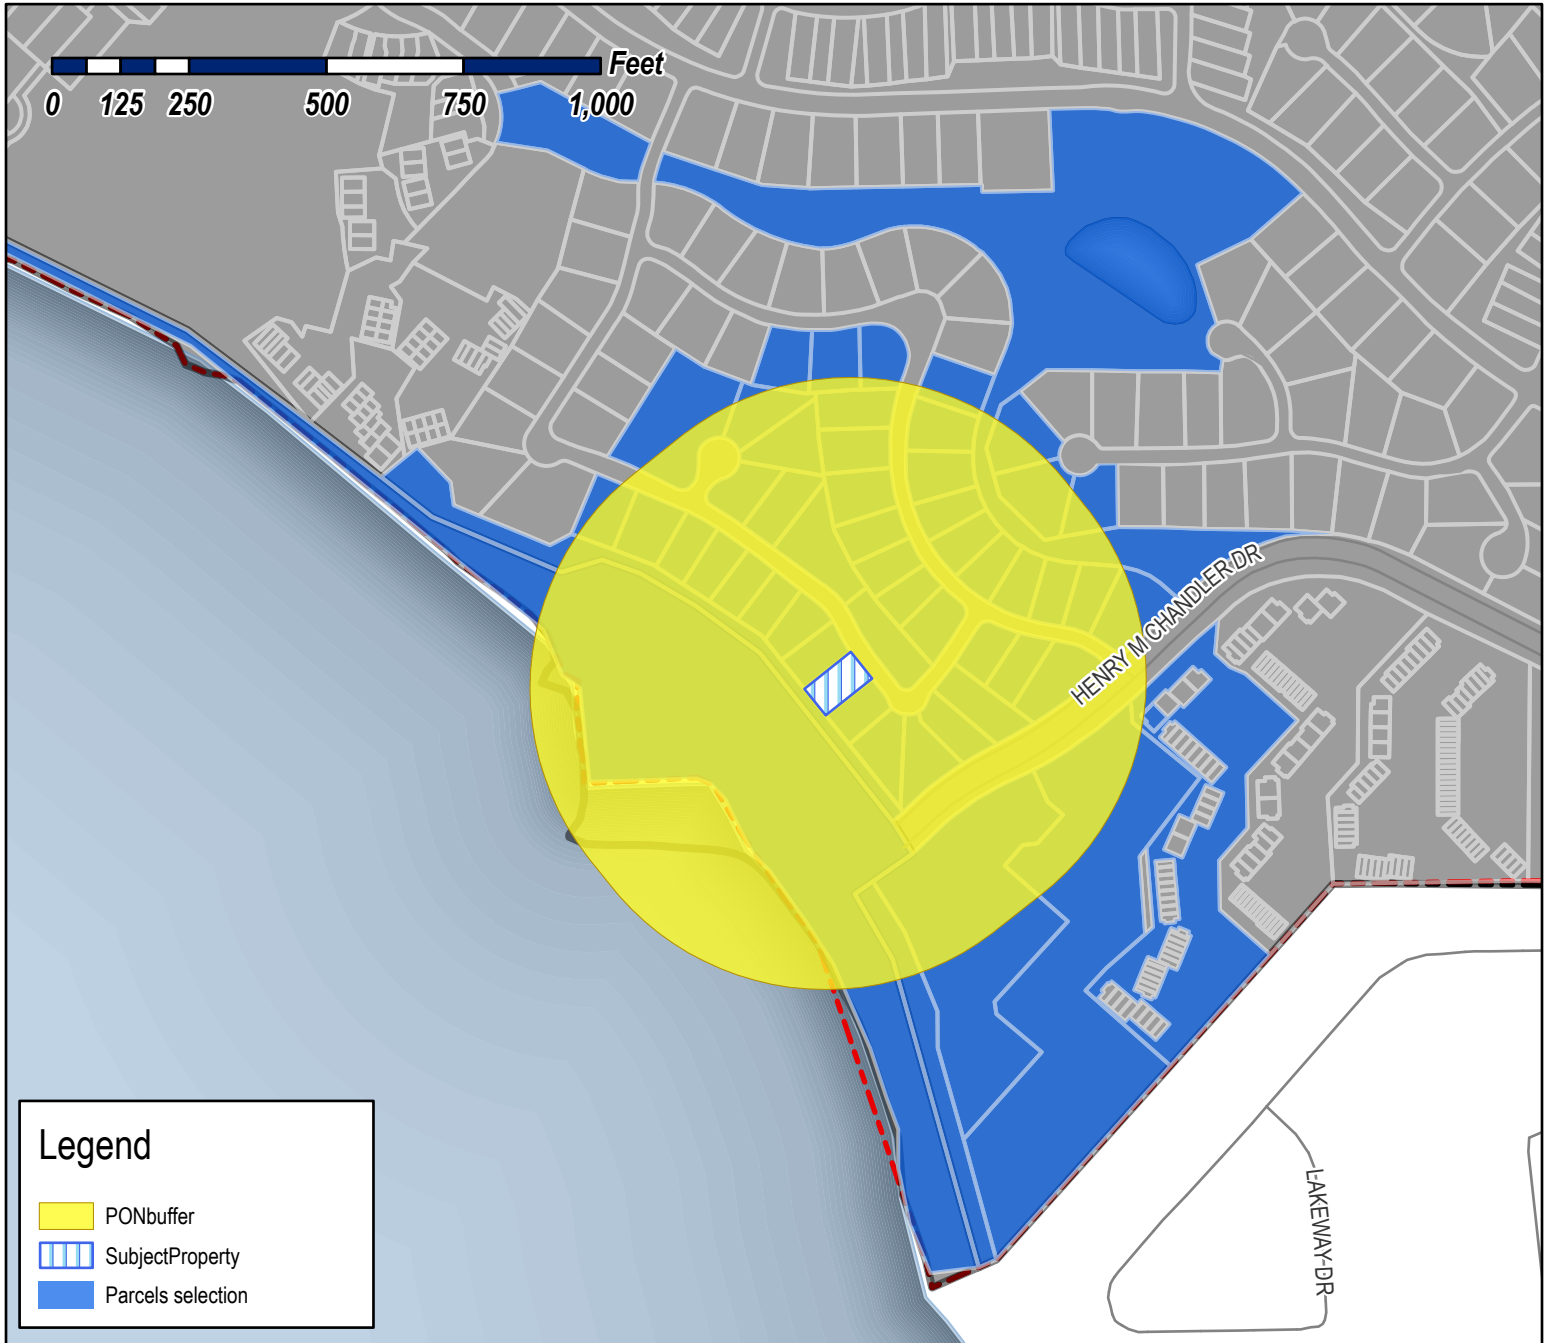 Feet
0 125 250 500 750 1,000
HENRY M CHANDLER DR
LAKEWAY DR
Legend
PONbuffer
SubjectProperty
Parcels selection